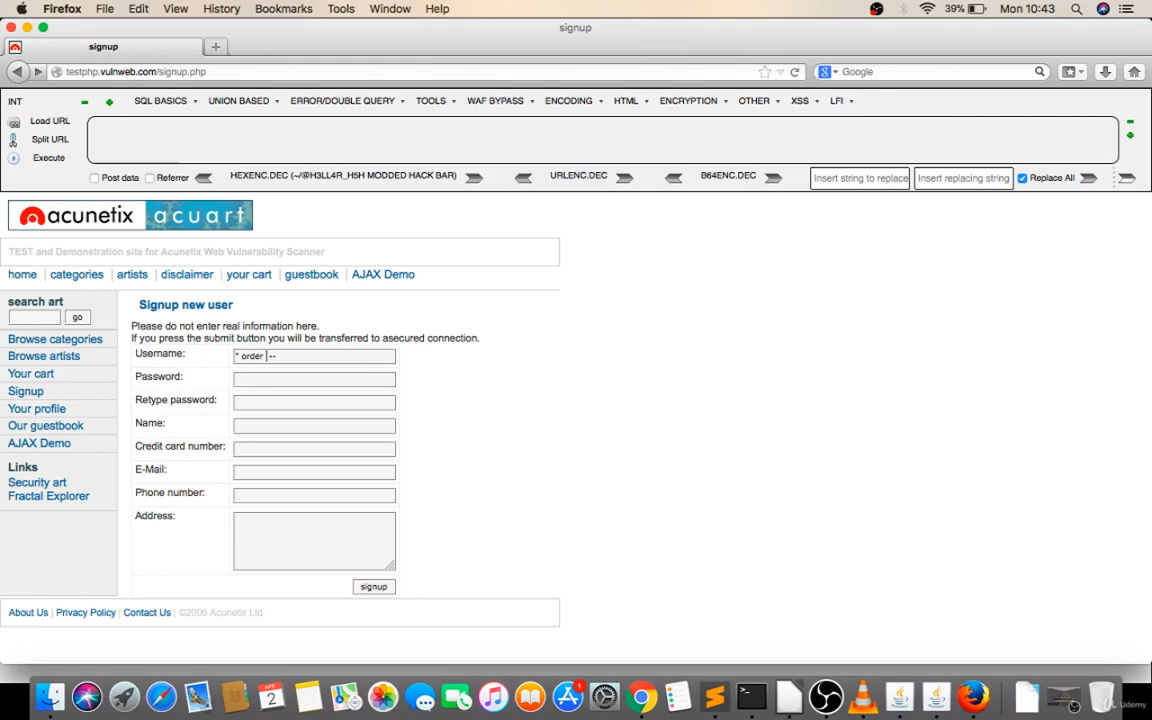 Firefox File Edit View History Bookmarks Tools Window Help 39% Mon 10:43
signup
signup
testphp.vulnweb.com/signup.php Google
INT SQL BASICS UNION BASED ERROR/DOUBLE QUERY TOOLS WAF BYPASS ENCODING HTML ENCRYPTION OTHER XSS LFI
Load URL
Split URL
Execute
Post data Referrer HEXENC.DEC (~/@H3LL4R_H5H MODDED HACK BAR) URLENC.DEC B64ENC.DEC Insert string to replace Insert replacing string Replace All
acunetix acuart
TEST and Demonstration site for Acunetix Web Vulnerability Scanner
home | categories | artists | disclaimer | your cart | guestbook | AJAX Demo
search art
go
Browse categories
Browse artists
Your cart
Signup
Your profile
Our guestbook
AJAX Demo
Links
Security art
Fractal Explorer
Signup new user
Please do not enter real information here.
If you press the submit button you will be transferred to asecured connection.
Username: " order --
Password:
Retype password:
Name:
Credit card number:
E-Mail:
Phone number:
Address:
signup
About Us | Privacy Policy | Contact Us | ©2006 Acunetix Ltd
APR
2
1
Udemy